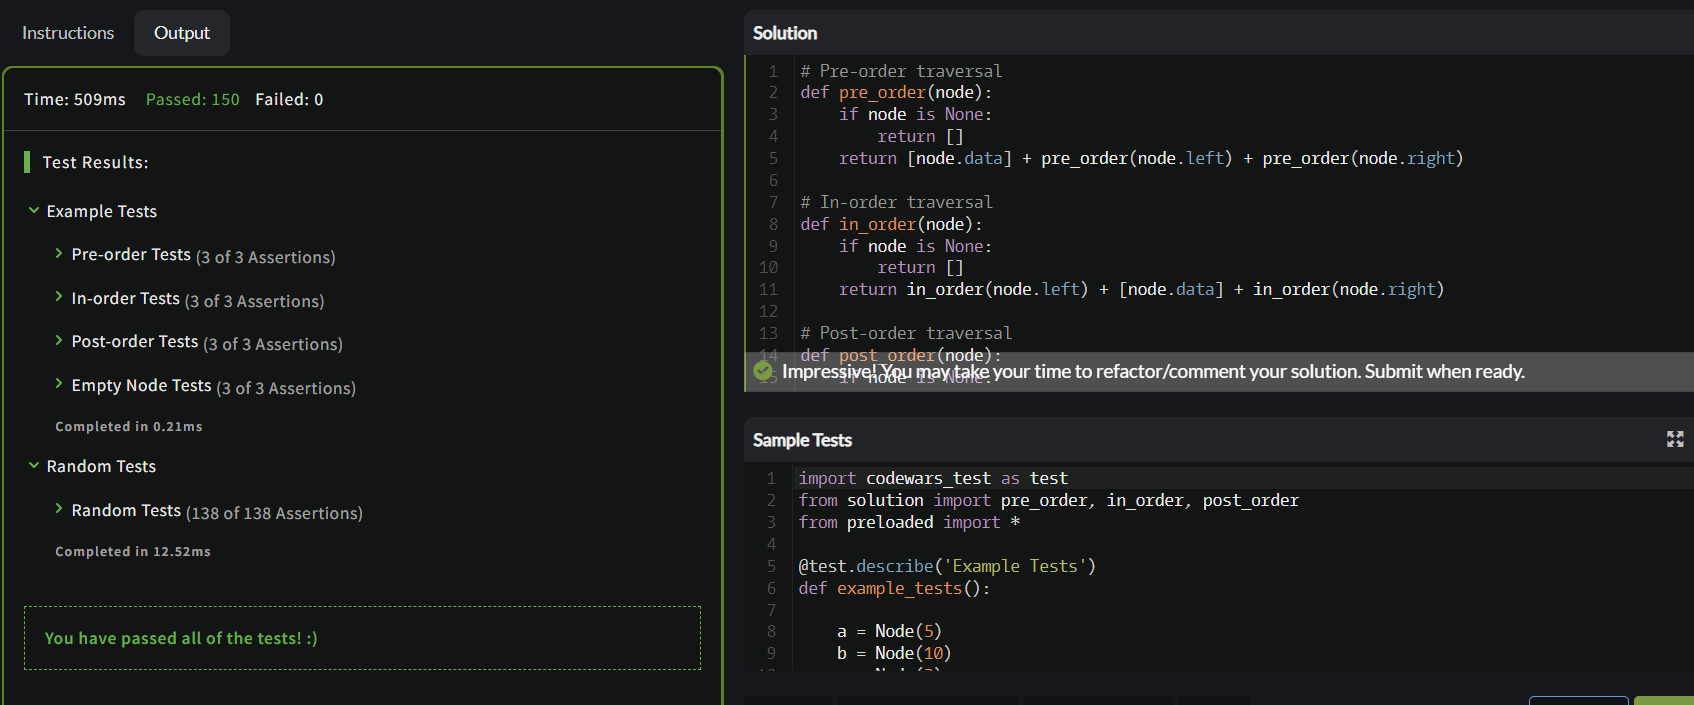 Instructions
Output
Time: 509ms Passed: 150 Failed: 0
Test Results:
Example Tests
Pre-order Tests (3 of 3 Assertions)
In-order Tests (3 of 3 Assertions)
Post-order Tests (3 of 3 Assertions)
Empty Node Tests (3 of 3 Assertions)
Completed in 0.21ms
Random Tests
Random Tests (138 of 138 Assertions)
Completed in 12.52ms
You have passed all of the tests! :)
Solution
1 # Pre-order traversal
2 def pre_order(node):
3 if node is None:
4 return []
5 return [node.data] + pre_order(node.left) + pre_order(node.right)
6
7 # In-order traversal
8 def in_order(node):
9 if node is None:
10 return []
11 return in_order(node.left) + [node.data] + in_order(node.right)
12
13 # Post-order traversal
14 def post_order(node):
15 if node is None:
Impressive! You may take your time to refactor/comment your solution. Submit when ready.
Sample Tests
1 import codewars_test as test
2 from solution import pre_order, in_order, post_order
3 from preloaded import *
4
5 @test.describe('Example Tests')
6 def example_tests():
7
8 a = Node(5)
9 b = Node(10)